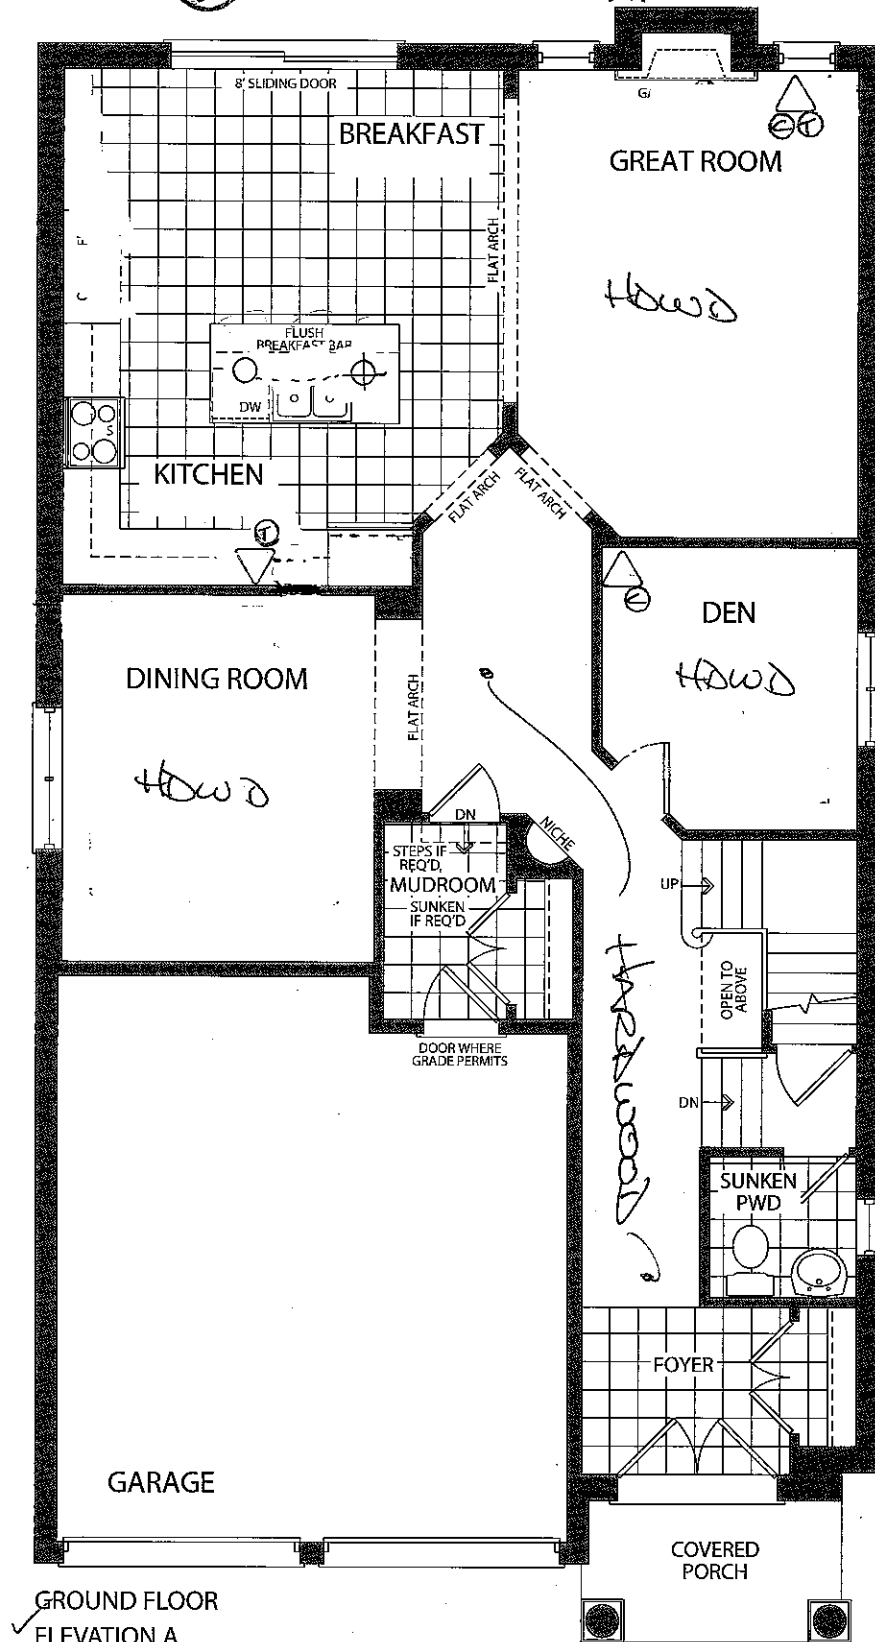 8' SLIDING DOOR
BREAKFAST
GREAT ROOM
C T
FLAT ARCH
HDWD
FLUSH
BREAKFAST BAR
DW
S
KITCHEN
FLAT ARCH
FLAT ARCH
T
C
DEN
HDWD
DINING ROOM
HDWD
FLAT ARCH
DN
NICHE
STEPS IF
REQ'D,
MUDROOM
SUNKEN
IF REQ'D
UP
OPEN TO
ABOVE
HARDWOOD
DOOR WHERE
GRADE PERMITS
DN
SUNKEN
PWD
FOYER
GARAGE
COVERED
PORCH
GROUND FLOOR
ELEVATION A